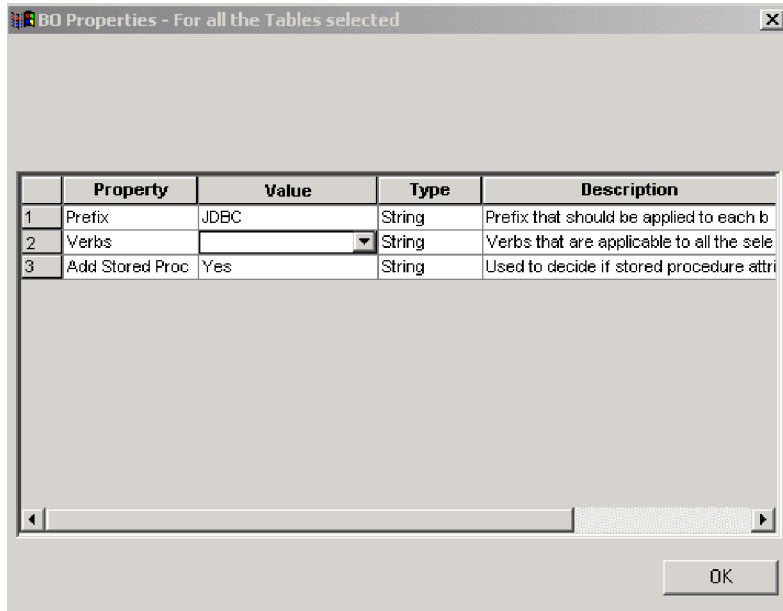 BO Properties - For all the Tables selected
Property Value Type Description
1 Prefix JDBC String Prefix that should be applied to each b
2 Verbs String Verbs that are applicable to all the sele
3 Add Stored Proc Yes String Used to decide if stored procedure attri
OK